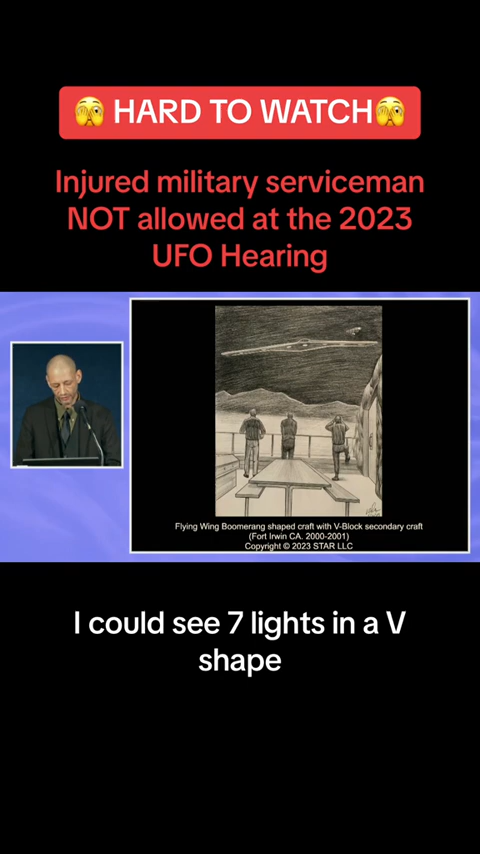 🫣 HARD TO WATCH🫣
Injured military serviceman
NOT allowed at the 2023
UFO Hearing
Flying Wing Boomerang shaped craft with V-Block secondary craft
(Fort Irwin CA. 2000-2001)
Copyright © 2023 STAR LLC
I could see 7 lights in a V
shape